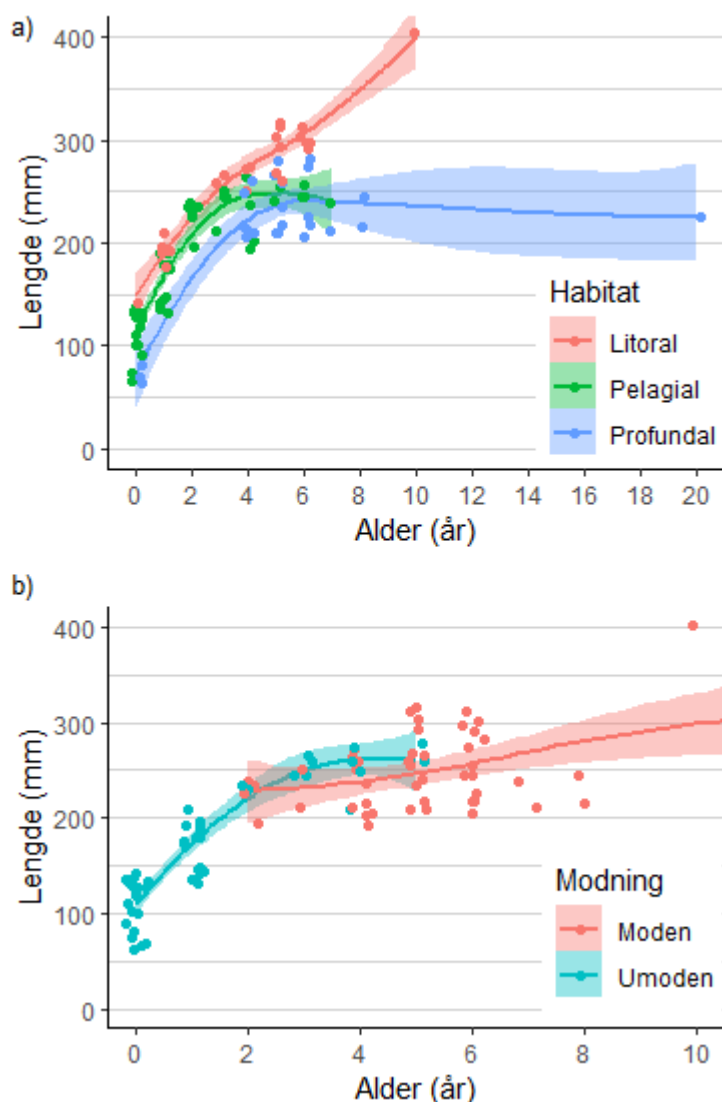 a)
Lengde (mm)
400
300
200
100
0
Habitat
Litoral
Pelagial
Profundal
0 2 4 6 8 10 12 14 16 18 20
Alder (år)
b)
Lengde (mm)
400
300
200
100
0
Modning
Moden
Umoden
0 2 4 6 8 10
Alder (år)